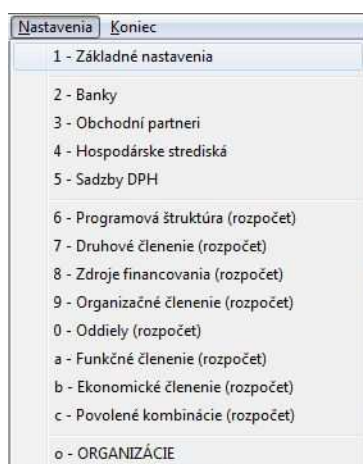 Nastavenia Koniec
1 - Základné nastavenia
2 - Banky
3 - Obchodní partneri
4 - Hospodárske strediská
5 - Sadzby DPH
6 - Programová štruktúra (rozpočet)
7 - Druhové členenie (rozpočet)
8 - Zdroje financovania (rozpočet)
9 - Organizačné členenie (rozpočet)
0 - Oddiely (rozpočet)
a - Funkčné členenie (rozpočet)
b - Ekonomické členenie (rozpočet)
c - Povolené kombinácie (rozpočet)
o - ORGANIZÁCIE